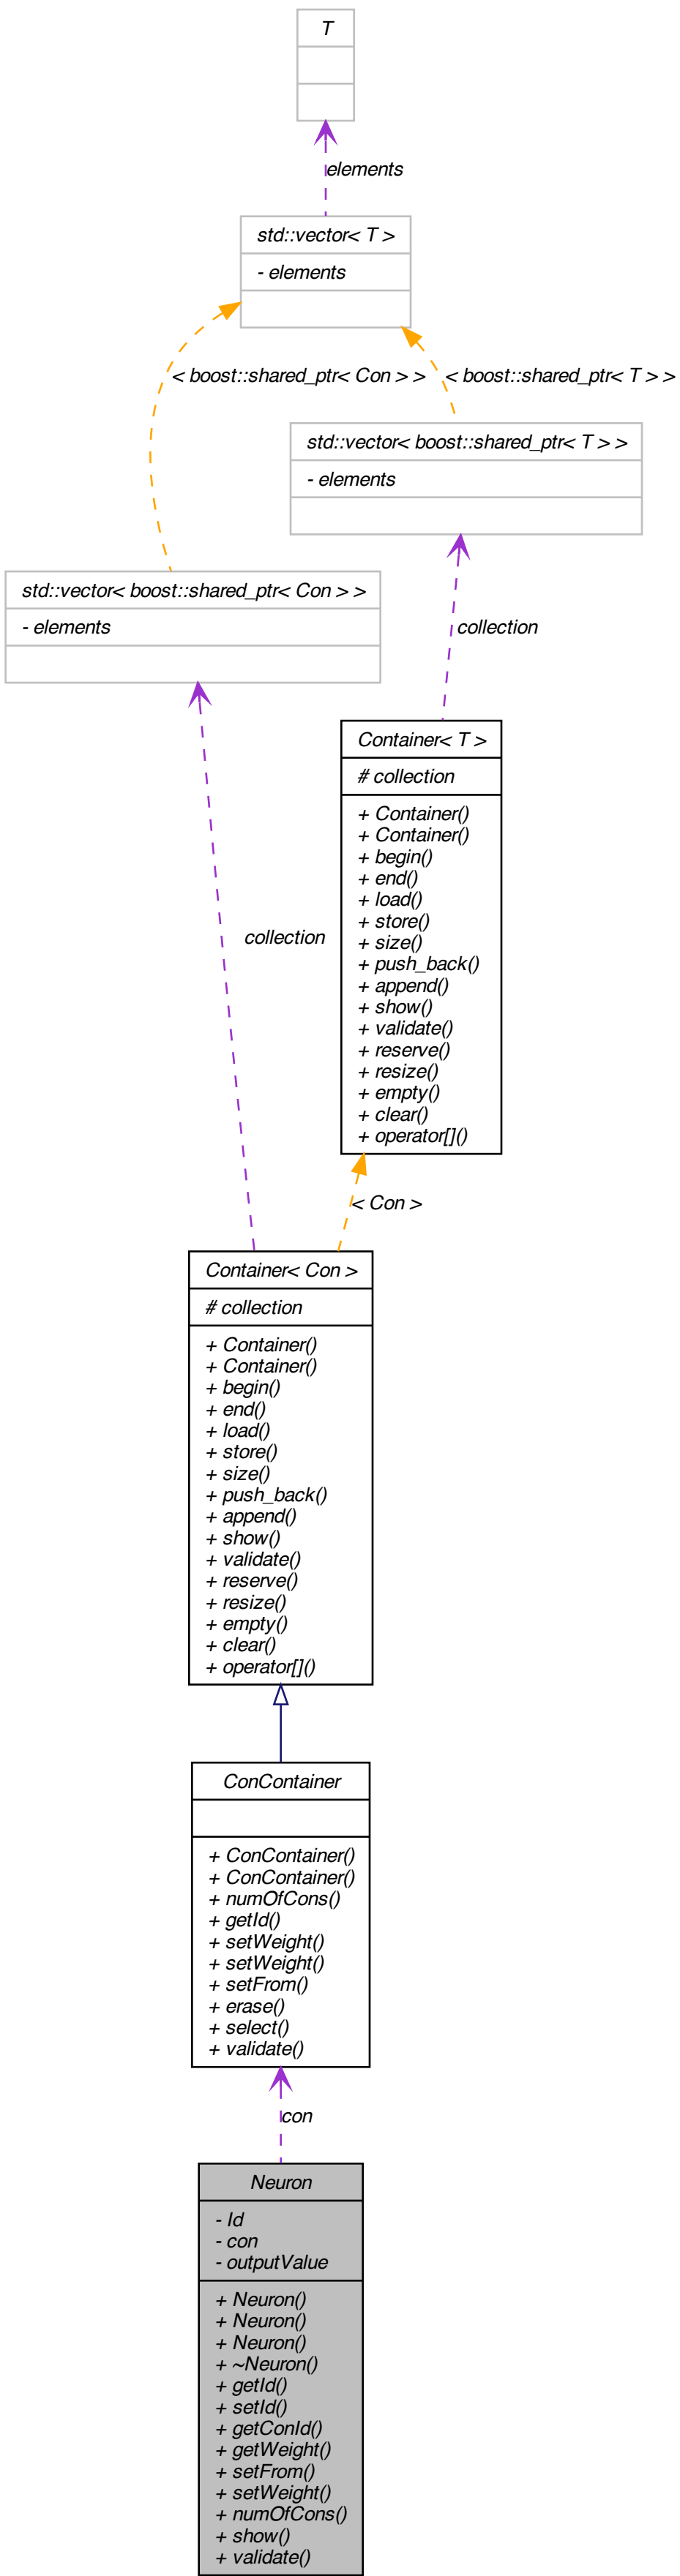 T
elements
std::vector< T >
- elements
< boost::shared_ptr< Con > >
< boost::shared_ptr< T > >
std::vector< boost::shared_ptr< T > >
- elements
std::vector< boost::shared_ptr< Con > >
- elements
collection
Container< T >
# collection
+ Container()
+ Container()
+ begin()
+ end()
+ load()
+ store()
+ size()
+ push_back()
+ append()
+ show()
+ validate()
+ reserve()
+ resize()
+ empty()
+ clear()
+ operator[]()
collection
< Con >
Container< Con >
# collection
+ Container()
+ Container()
+ begin()
+ end()
+ load()
+ store()
+ size()
+ push_back()
+ append()
+ show()
+ validate()
+ reserve()
+ resize()
+ empty()
+ clear()
+ operator[]()
ConContainer
+ ConContainer()
+ ConContainer()
+ numOfCons()
+ getId()
+ setWeight()
+ setWeight()
+ setFrom()
+ erase()
+ select()
+ validate()
con
Neuron
- Id
- con
- outputValue
+ Neuron()
+ Neuron()
+ Neuron()
+ ~Neuron()
+ getId()
+ setId()
+ getConId()
+ getWeight()
+ setFrom()
+ setWeight()
+ numOfCons()
+ show()
+ validate()